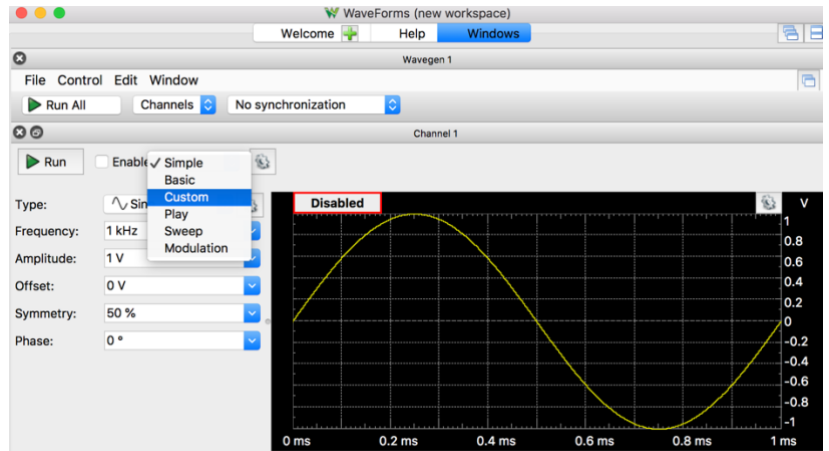 WaveForms (new workspace)
Welcome Help Windows
Wavegen 1
File Control Edit Window
Run All Channels No synchronization
Channel 1
Run Enable ✓ Simple
Basic
Custom
Play
Sweep
Modulation
Type: Sin
Frequency: 1 kHz
Amplitude: 1 V
Offset: 0 V
Symmetry: 50 %
Phase: 0 °
Disabled V
1
0.8
0.6
0.4
0.2
0
-0.2
-0.4
-0.6
-0.8
-1
0 ms 0.2 ms 0.4 ms 0.6 ms 0.8 ms 1 ms